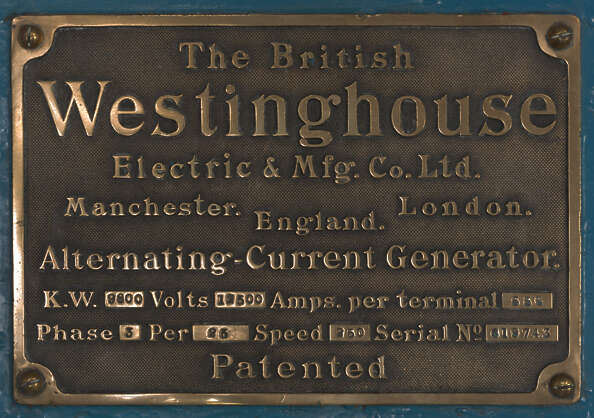 The British
Westinghouse
Electric & Mfg. Co. Ltd.
Manchester. England. London.
Alternating-Current Generator.
K.W. Volts Amps. per terminal
Phase 3 Per Speed Serial No
Patented